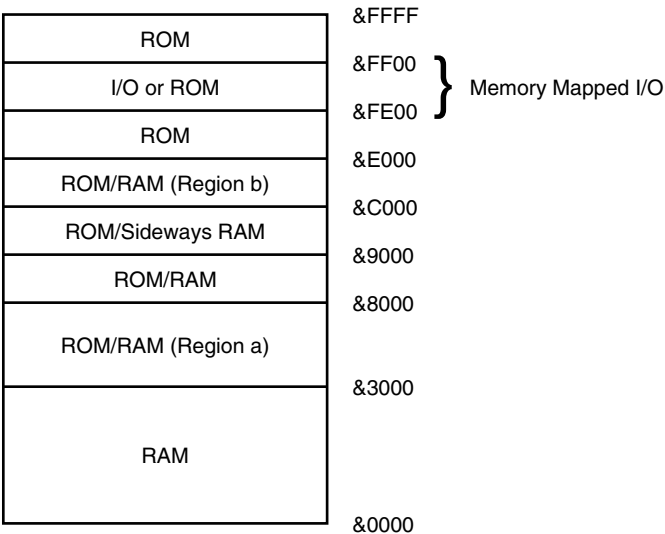 &FFFF
ROM
&FF00
I/O or ROM
} Memory Mapped I/O
&FE00
ROM
&E000
ROM/RAM (Region b)
&C000
ROM/Sideways RAM
&9000
ROM/RAM
&8000
ROM/RAM (Region a)
&3000
RAM
&0000